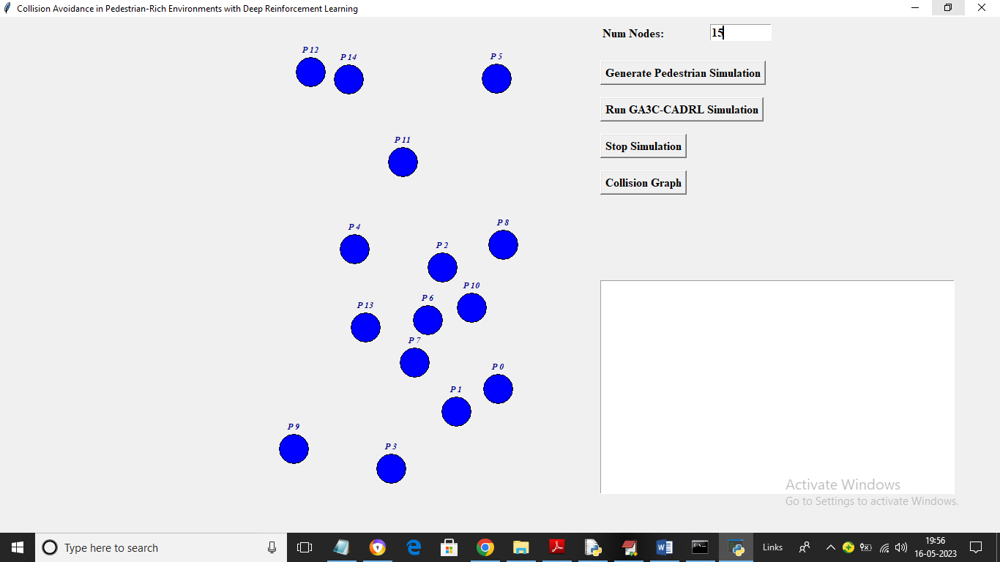 Collision Avoidance in Pedestrian-Rich Environments with Deep Reinforcement Learning
Num Nodes: 15
P 12
P 14
P 5
Generate Pedestrian Simulation
Run GA3C-CADRL Simulation
P 11
Stop Simulation
Collision Graph
P 4
P 8
P 2
P 10
P 6
P 13
P 7
P 0
P 1
P 9
P 3
Activate Windows
Go to Settings to activate Windows.
Type here to search
Links
19:56
16-05-2023